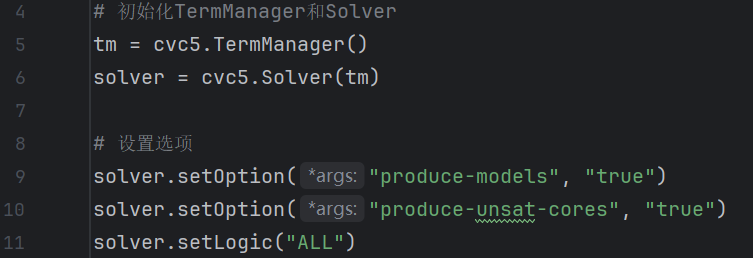 4 # 初始化TermManager和Solver
5 tm = cvc5.TermManager()
6 solver = cvc5.Solver(tm)
7
8 # 设置选项
9 solver.setOption( *args: "produce-models", "true")
10 solver.setOption( *args: "produce-unsat-cores", "true")
11 solver.setLogic("ALL")